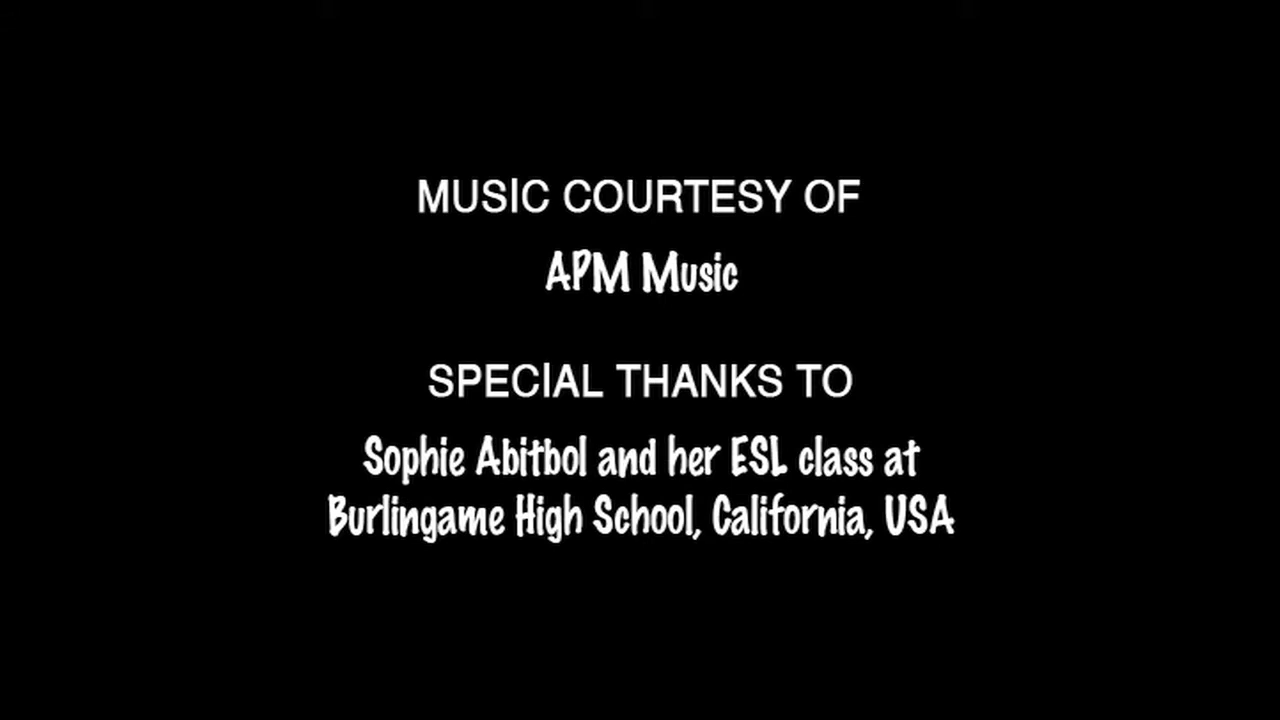 MUSIC COURTESY OF
APM Music
SPECIAL THANKS TO
Sophie Abitbol and her ESL class at
Burlingame High School, California, USA